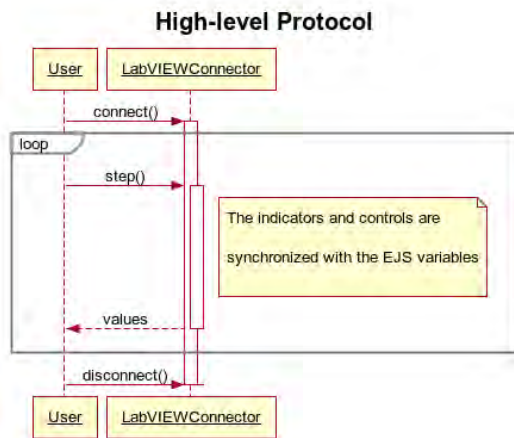 High-level Protocol
User
LabVIEWConnector
connect()
loop
step()
The indicators and controls are
synchronized with the EJS variables
values
disconnect()
User
LabVIEWConnector